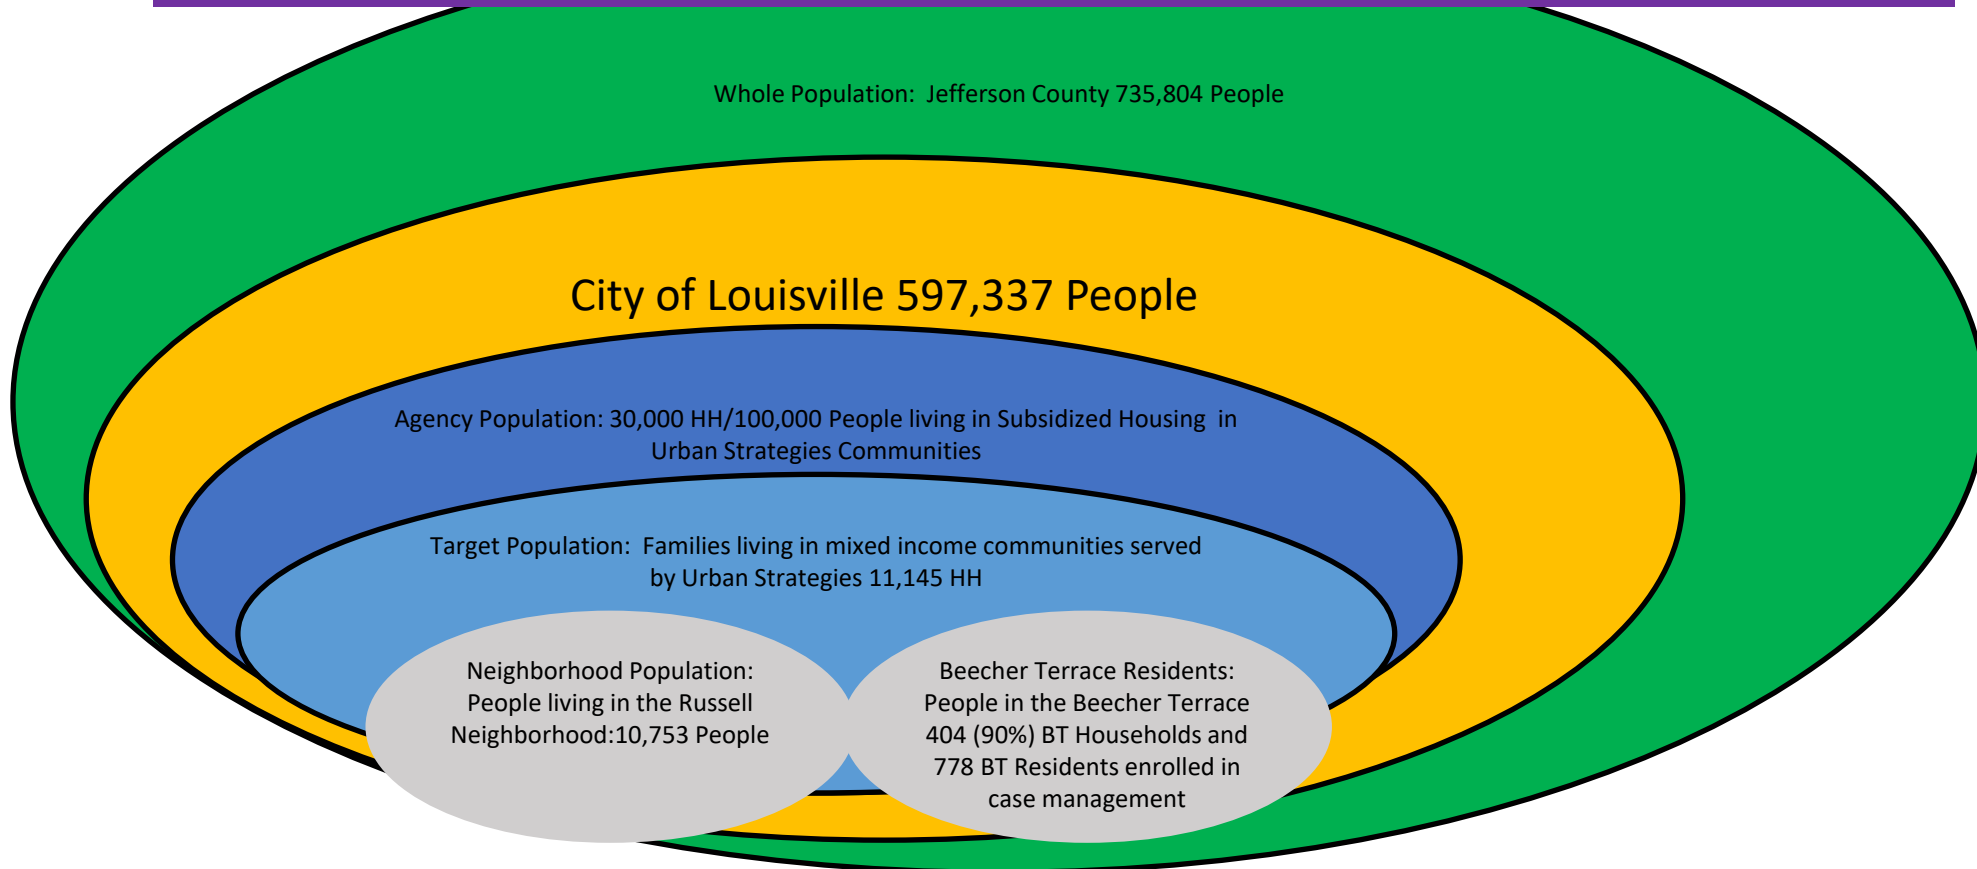 Whole Population: Jefferson County 735,804 People
City of Louisville 597,337 People
Agency Population: 30,000 HH/100,000 People living in Subsidized Housing in
Urban Strategies Communities
Target Population: Families living in mixed income communities served
by Urban Strategies 11,145 HH
Neighborhood Population:
People living in the Russell
Neighborhood:10,753 People
Beecher Terrace Residents:
People in the Beecher Terrace
404 (90%) BT Households and
778 BT Residents enrolled in
case management